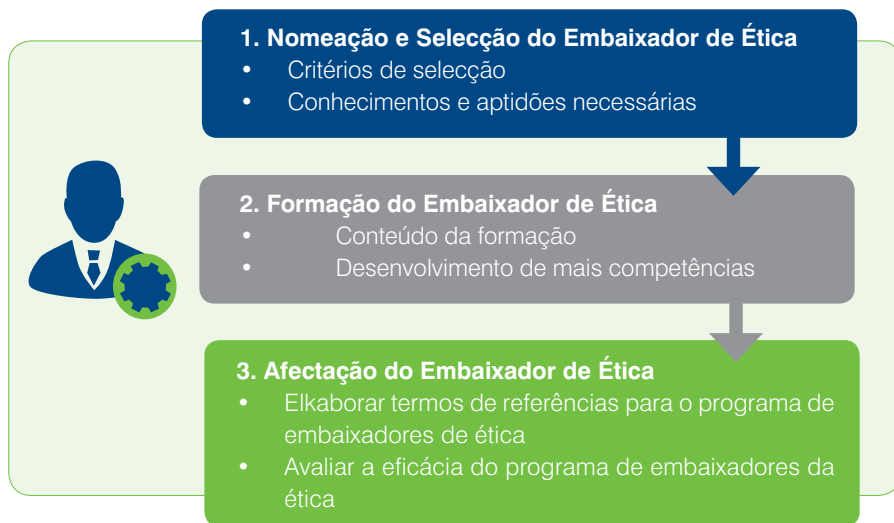 1. Nomeação e Selecção do Embaixador de Ética
• Critérios de selecção
• Conhecimentos e aptidões necessárias
2. Formação do Embaixador de Ética
• Conteúdo da formação
• Desenvolvimento de mais competências
3. Afectação do Embaixador de Ética
• Elkaborar termos de referências para o programa de
embaixadores de ética
• Avaliar a eficácia do programa de embaixadores da
ética